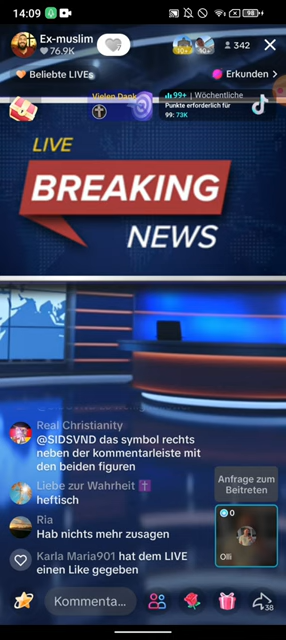 14:09
98
Ex-muslim
76.9K
10+
10+
342
Beliebte LIVEs
Erkunden >
Vielen Dank
99+ | Wöchentliche
Punkte erforderlich für
99: 73K
LIVE
BREAKING
NEWS
Real Christianity
@SIDSVND das symbol rechts
neben der kommentarleiste mit
den beiden figuren
Liebe zur Wahrheit ✝️
heftisch
Ria
Hab nichts mehr zusagen
Karla Maria901 hat dem LIVE
einen Like gegeben
Anfrage zum
Beitreten
0
Olli
Kommenta...
38